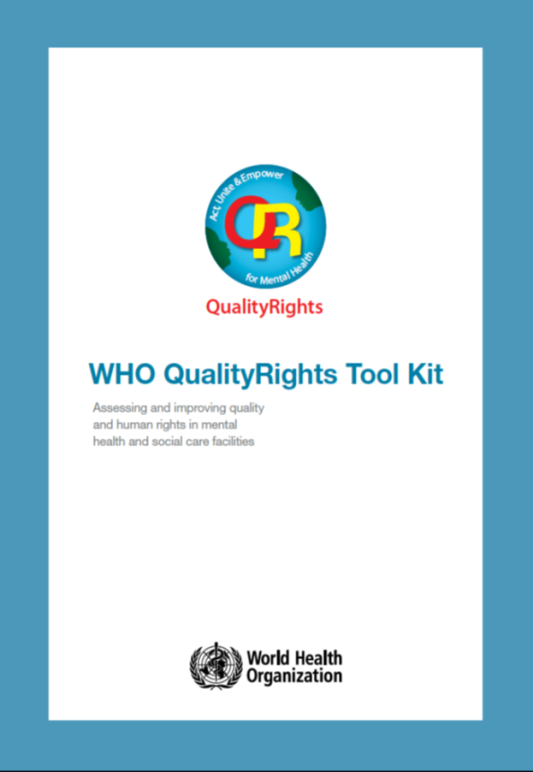 Act, Unite & Empower
QR
for Mental Health
QualityRights
WHO QualityRights Tool Kit
Assessing and improving quality
and human rights in mental
health and social care facilities
World Health
Organization